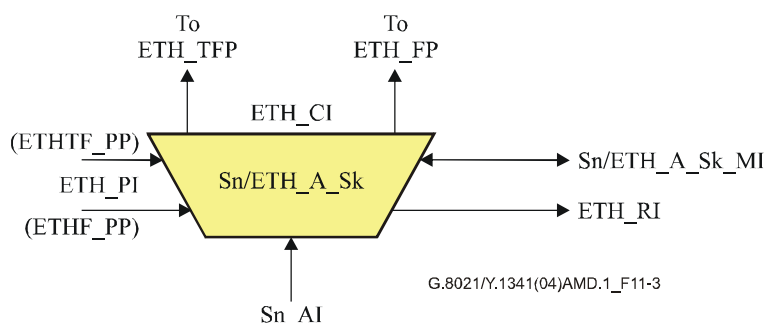 To
ETH_TFP
To
ETH_FP
ETH_CI
(ETHTF_PP)
Sn/ETH_A_Sk
Sn/ETH_A_Sk_MI
ETH_PI
(ETHF_PP)
ETH_RI
G.8021/Y.1341(04)AMD.1_F11-3
Sn_AI